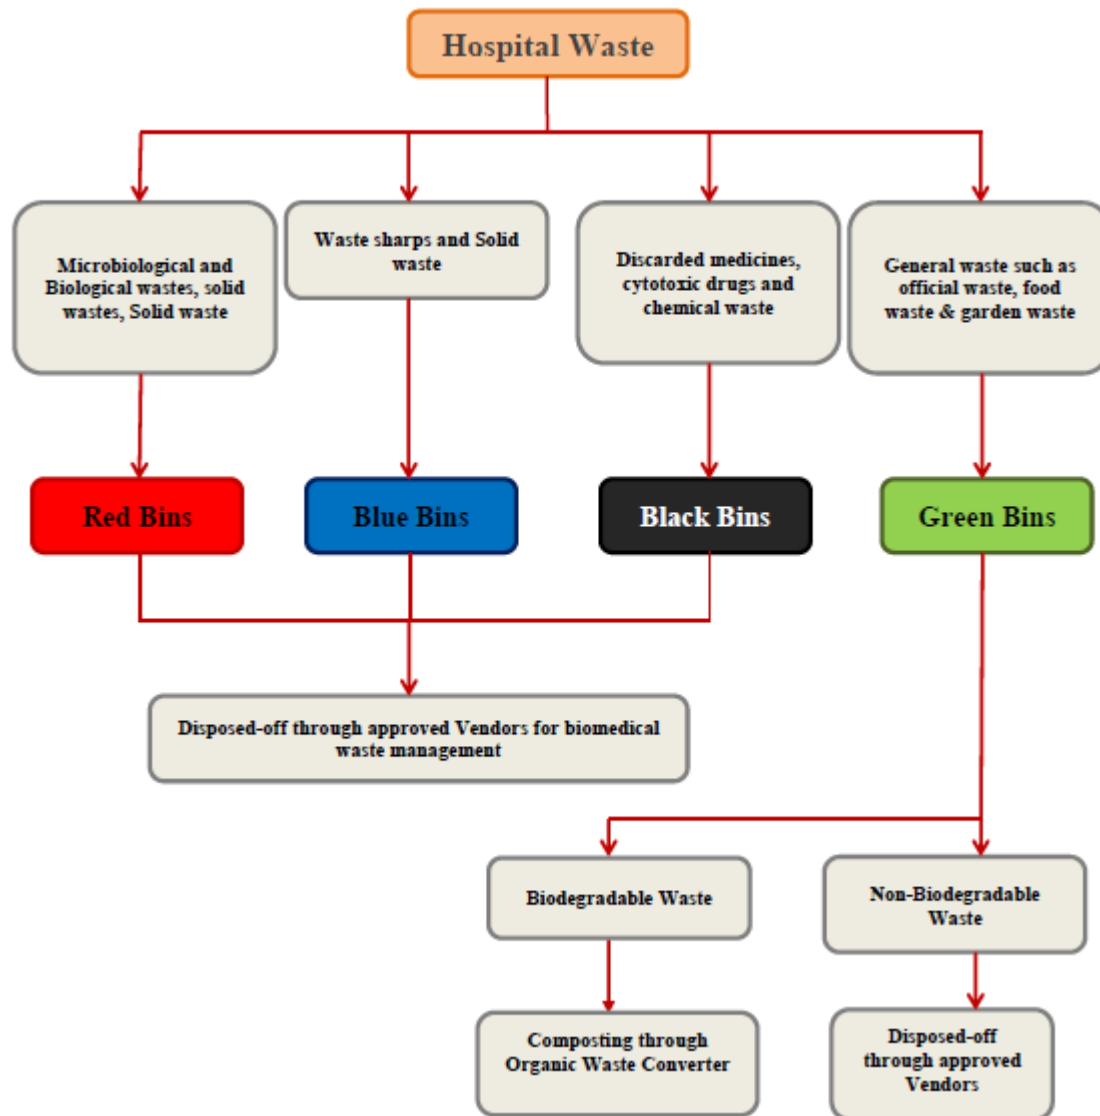 Hospital Waste
Microbiological and
Biological wastes, solid
wastes, Solid waste
Waste sharps and Solid
waste
Discarded medicines,
cytotoxic drugs and
chemical waste
General waste such as
official waste, food
waste & garden waste
Red Bins
Blue Bins
Black Bins
Green Bins
Disposed-off through approved Vendors for biomedical
waste management
Biodegradable Waste
Non-Biodegradable
Waste
Composting through
Organic Waste Converter
Disposed-off
through approved
Vendors